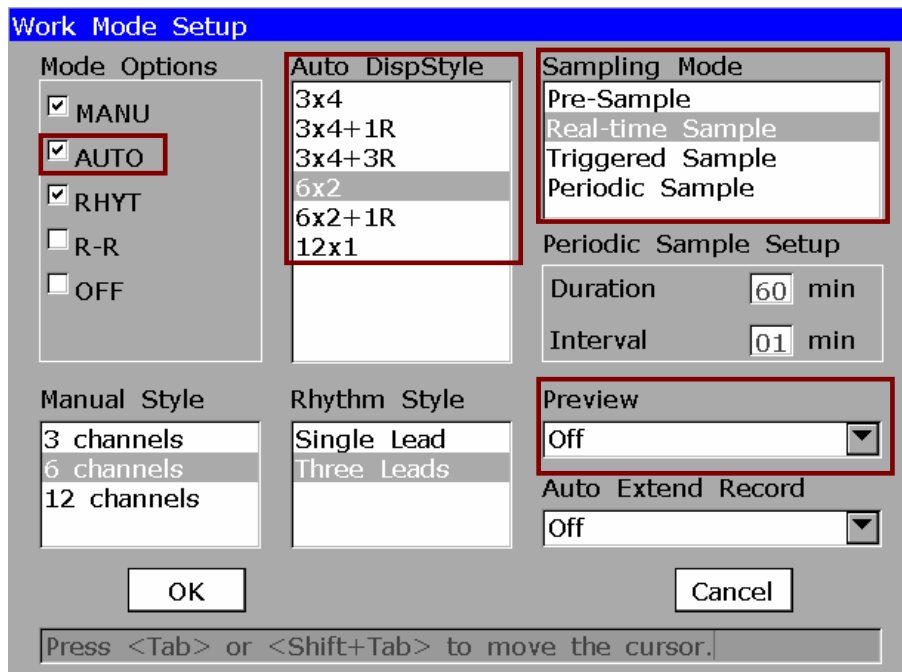 Work Mode Setup
Mode Options
MANU
AUTO
RHYT
R-R
OFF
Auto DispStyle
3x4
3x4+1R
3x4+3R
6x2
6x2+1R
12x1
Sampling Mode
Pre-Sample
Real-time Sample
Triggered Sample
Periodic Sample
Periodic Sample Setup
Duration 60 min
Interval 01 min
Manual Style
3 channels
6 channels
12 channels
Rhythm Style
Single Lead
Three Leads
Preview
Off
Auto Extend Record
Off
OK
Cancel
Press <Tab> or <Shift+Tab> to move the cursor.